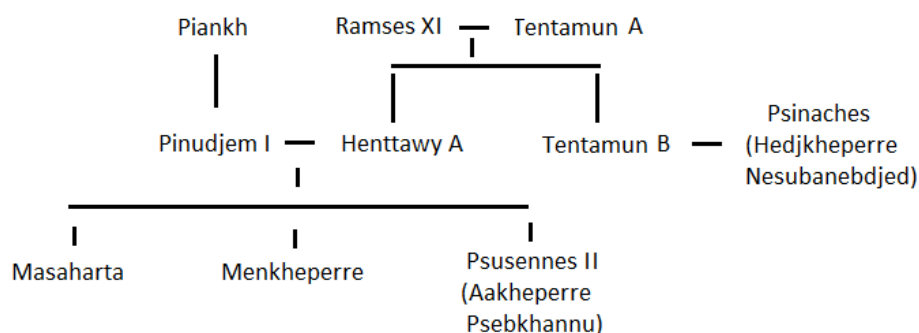 Piankh
Ramses XI
Tentamun A
Pinudjem I
Henttawy A
Tentamun B
Psinaches
(Hedjkheperre
Nesubanebdjed)
Masaharta
Menkheperre
Psusennes II
(Aakheperre
Psebkhannu)